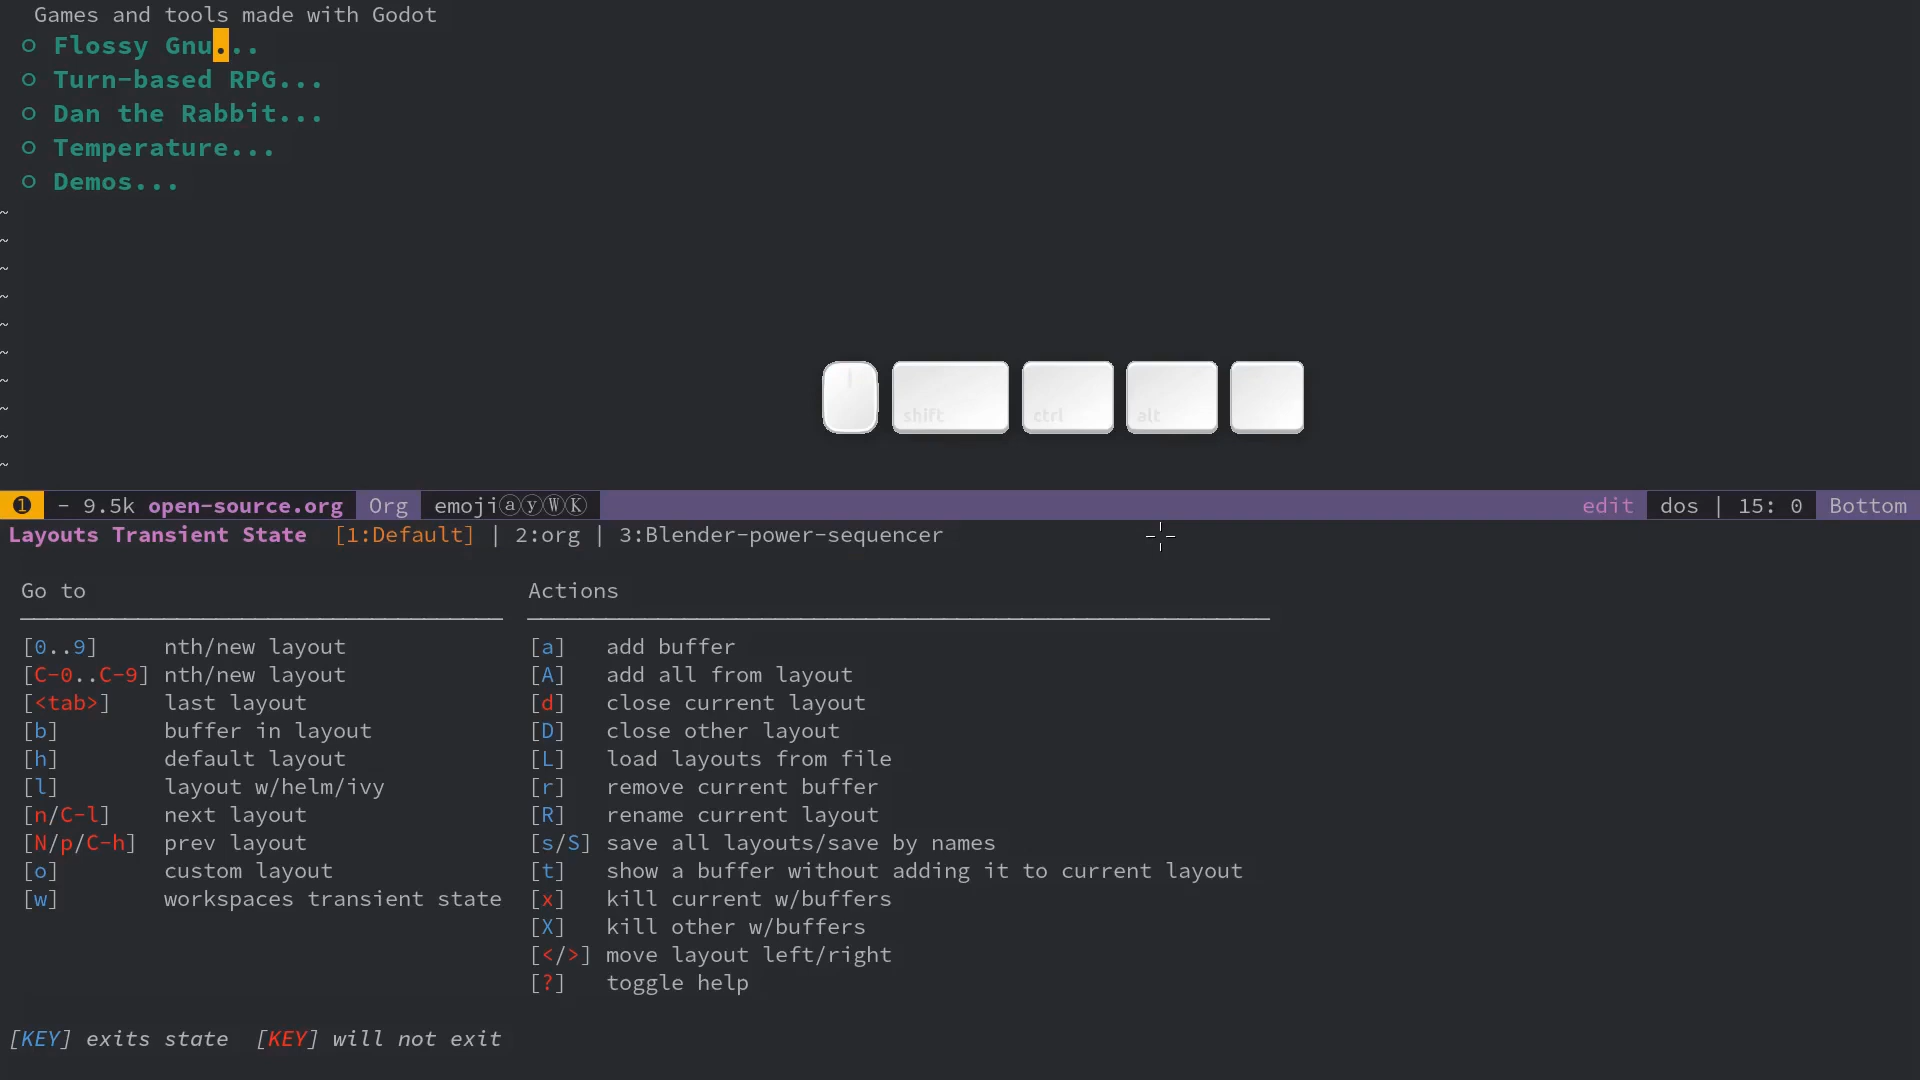 Games and tools made with Godot
○ Flossy Gnu...
○ Turn-based RPG...
○ Dan the Rabbit...
○ Temperature...
○ Demos...
~
~
~
~
~
~
~
~
~
~
shift ctrl alt
❶ - 9.5k open-source.org Org emojiⓐⓨⓌⓀ edit dos | 15: 0 Bottom
Layouts Transient State [1:Default] | 2:org | 3:Blender-power-sequencer
Go to Actions
[0..9] nth/new layout [a] add buffer
[C-0..C-9] nth/new layout [A] add all from layout
[<tab>] last layout [d] close current layout
[b] buffer in layout [D] close other layout
[h] default layout [L] load layouts from file
[l] layout w/helm/ivy [r] remove current buffer
[n/C-l] next layout [R] rename current layout
[N/p/C-h] prev layout [s/S] save all layouts/save by names
[o] custom layout [t] show a buffer without adding it to current layout
[w] workspaces transient state [x] kill current w/buffers
[X] kill other w/buffers
[</>] move layout left/right
[?] toggle help
[KEY] exits state [KEY] will not exit